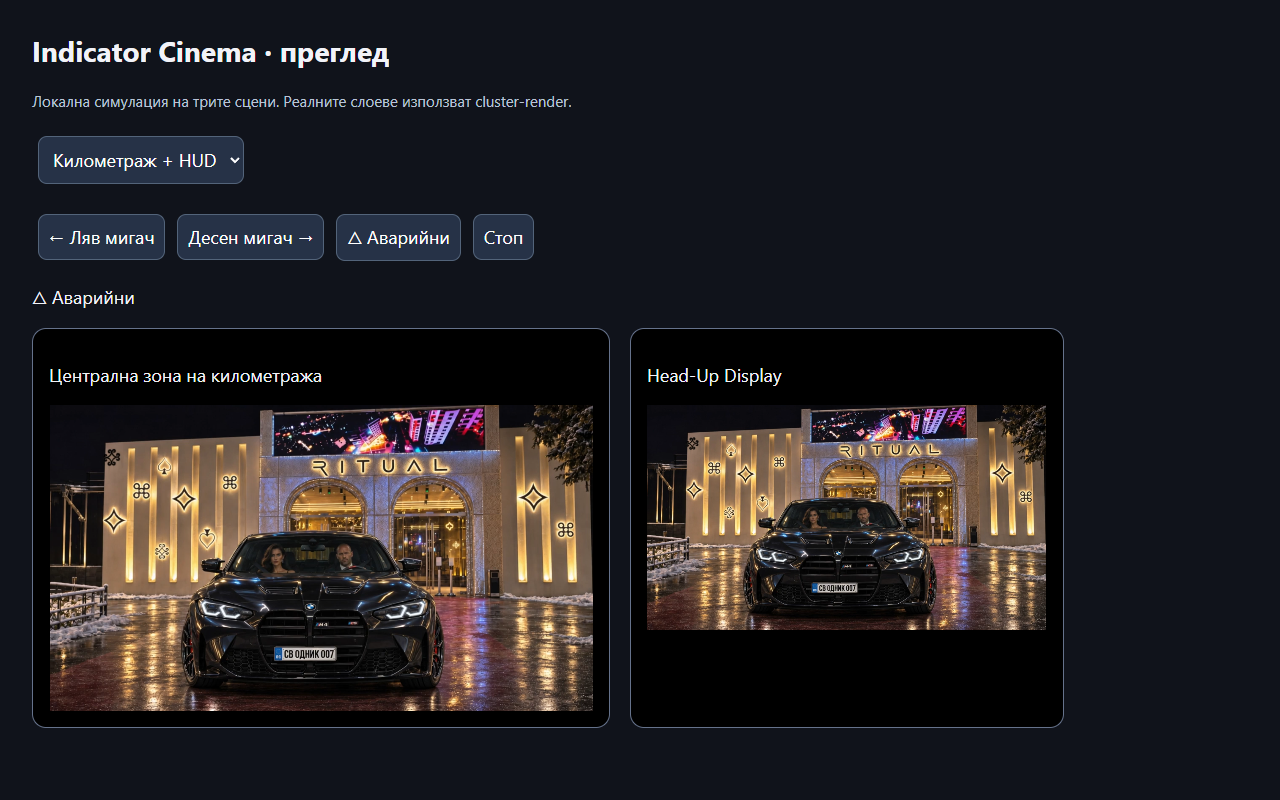 Indicator Cinema · преглед
Локална симулация на трите сцени. Реалните слоеве използват cluster-render.
Километраж + HUD
← Ляв мигач
Десен мигач →
△ Аварийни
Стоп
△ Аварийни
Централна зона на километража
RITUAL
M4
СВ ОДНИК 007
Head-Up Display
RITUAL
СВ ОДНИК 007